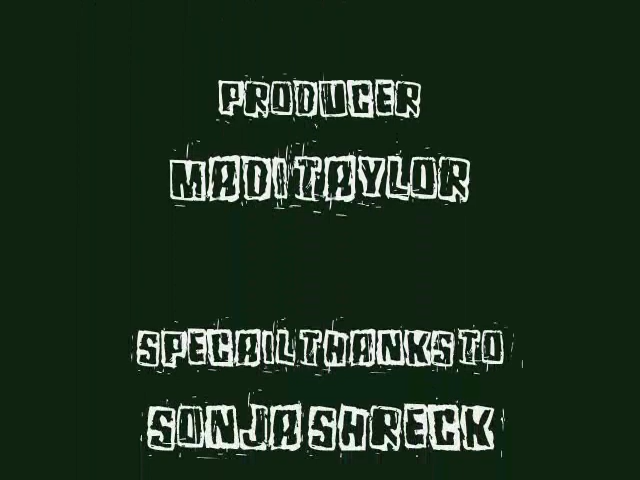 PRODUCER
MADI TAYLOR
SPECAIL THANKS TO
SONJA SHRECK